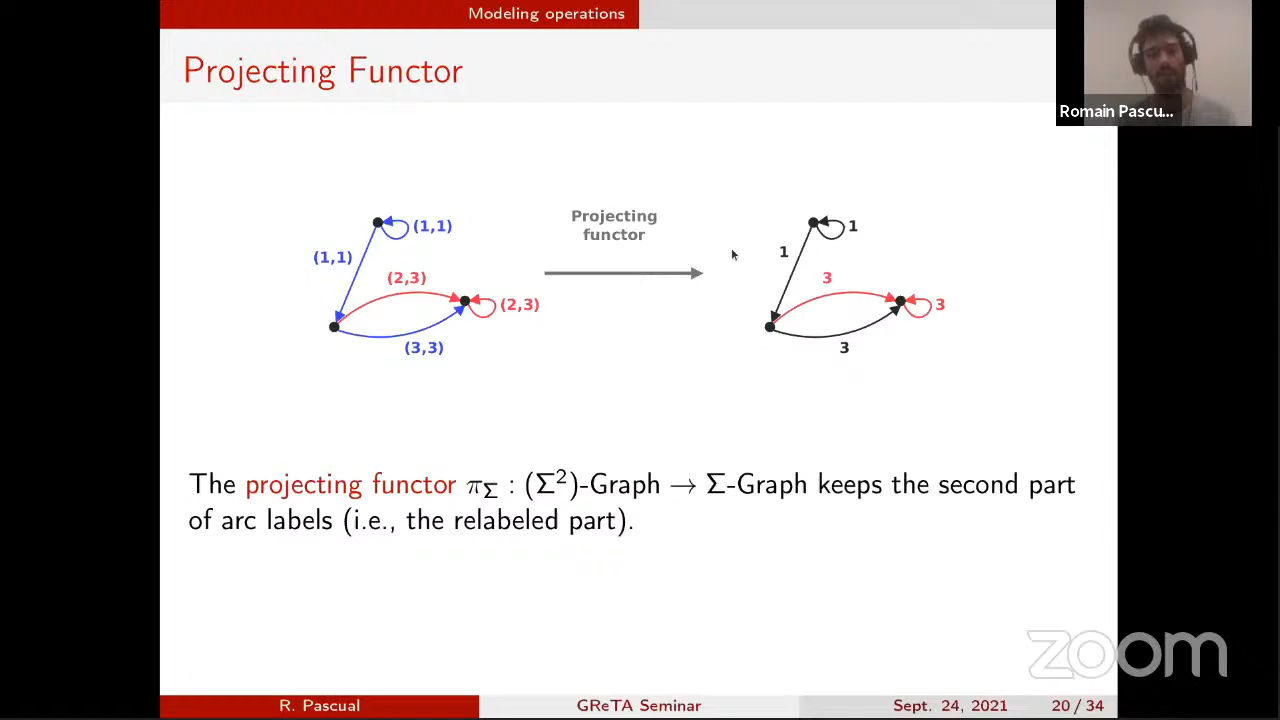 Modeling operations
Projecting Functor
Romain Pascu...
(1,1)
(1,1)
(2,3)
(2,3)
(3,3)
Projecting
functor
1
1
3
3
3
The projecting functor π_Σ : (Σ²)-Graph → Σ-Graph keeps the second part
of arc labels (i.e., the relabeled part).
zoom
R. Pascual GReTA Seminar Sept. 24, 2021 20 / 34